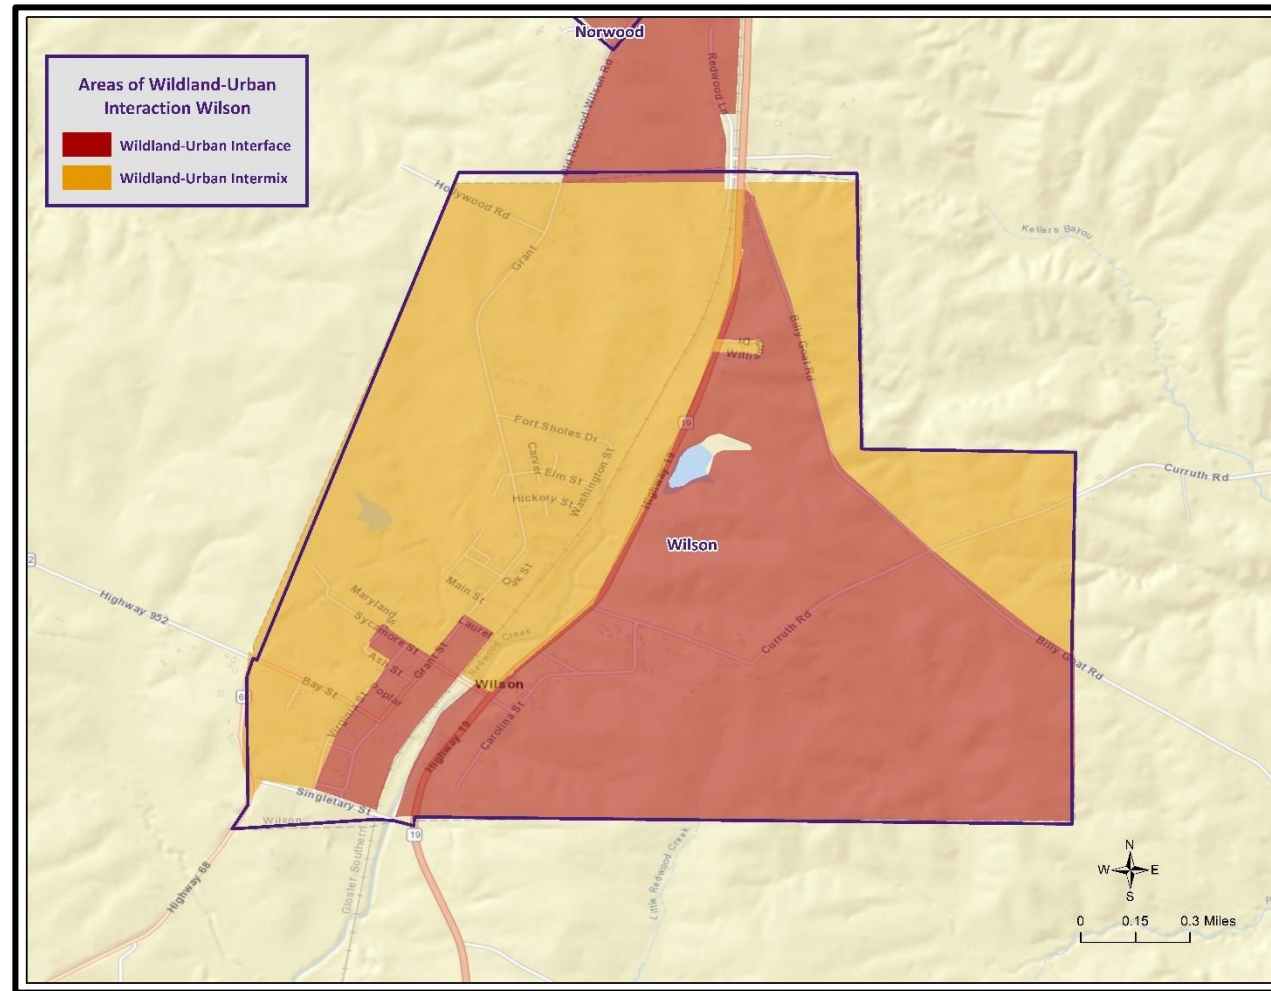 Norwood
Areas of Wildland-Urban
Interaction Wilson
Wildland-Urban Interface
Wildland-Urban Intermix
Old Norwood Wilson Rd
Redwood Ln
Hollywood Rd
Grant
Kellers Bayou
Billy Goat Rd
Fort Sholes Dr
Carver
Elm St
Hickory St
Washington St
19
Highway 19
Curruth Rd
Wilson
Highway 952
Main St
Oak St
Maryland
Sycamore St
Laurel
Ash St
Grant St
Redwood Creek
Curruth Rd
Billy Goat Rd
Bay St
Poplar
Wilson
Virginia St
Carolina St
Highway 19
Singletary St
Wilson
19
Highway 68
Gloster Southern
Little Redwood Creek
N
W E
S
0 0.15 0.3 Miles